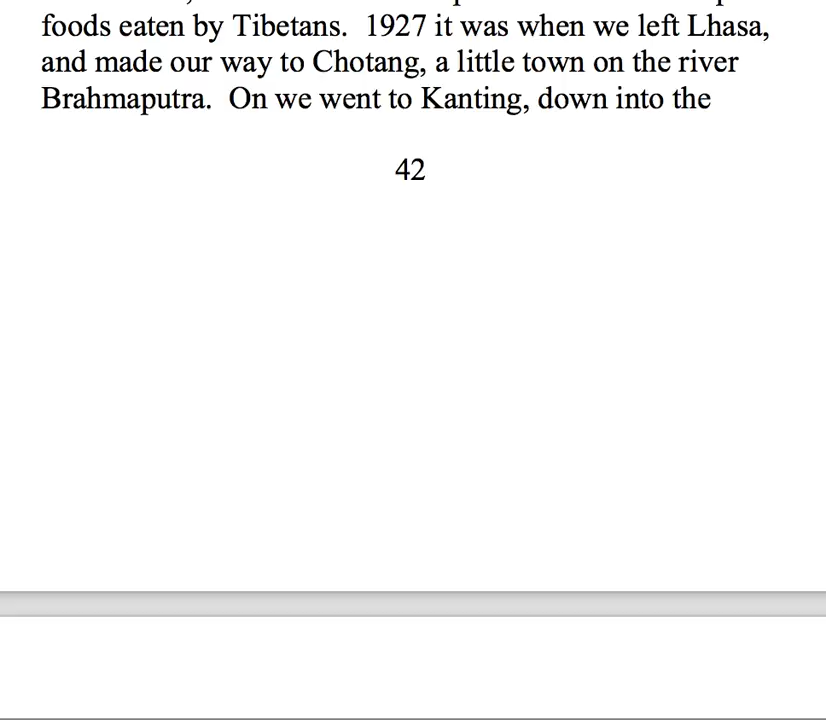 foods eaten by Tibetans.  1927 it was when we left Lhasa,
and made our way to Chotang, a little town on the river
Brahmaputra.  On we went to Kanting, down into the
42